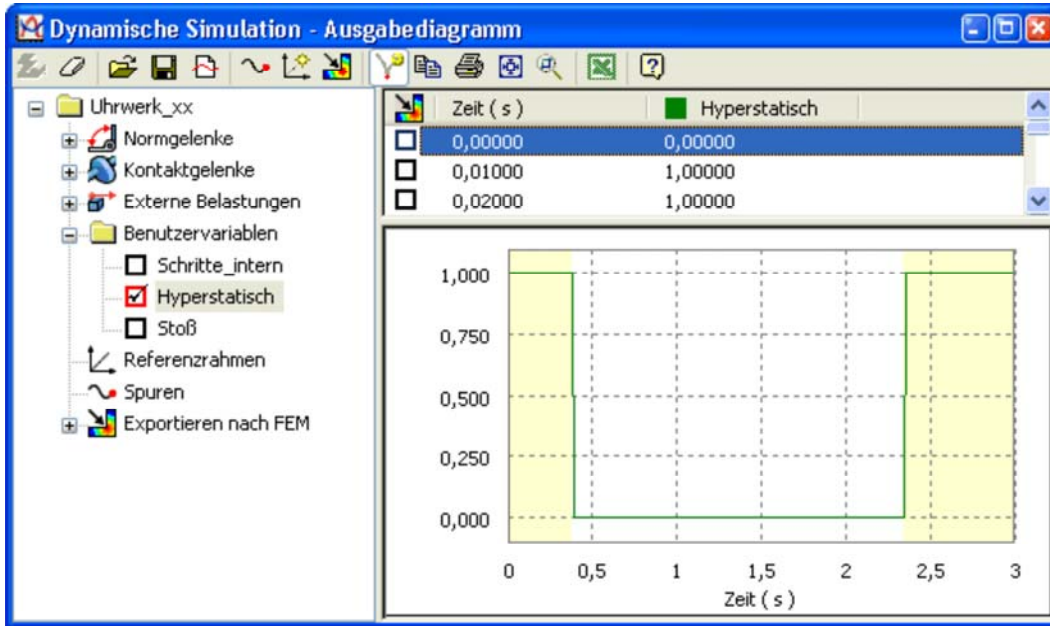 Dynamische Simulation - Ausgabediagramm
Uhrwerk_xx
Normgelenke
Kontaktgelenke
Externe Belastungen
Benutzervariablen
Schritte_intern
Hyperstatisch
Stoß
Referenzrahmen
Spuren
Exportieren nach FEM
Zeit ( s ) Hyperstatisch
0,00000 0,00000
0,01000 1,00000
0,02000 1,00000
1,000
0,750
0,500
0,250
0,000
0 0,5 1 1,5 2 2,5 3
Zeit ( s )